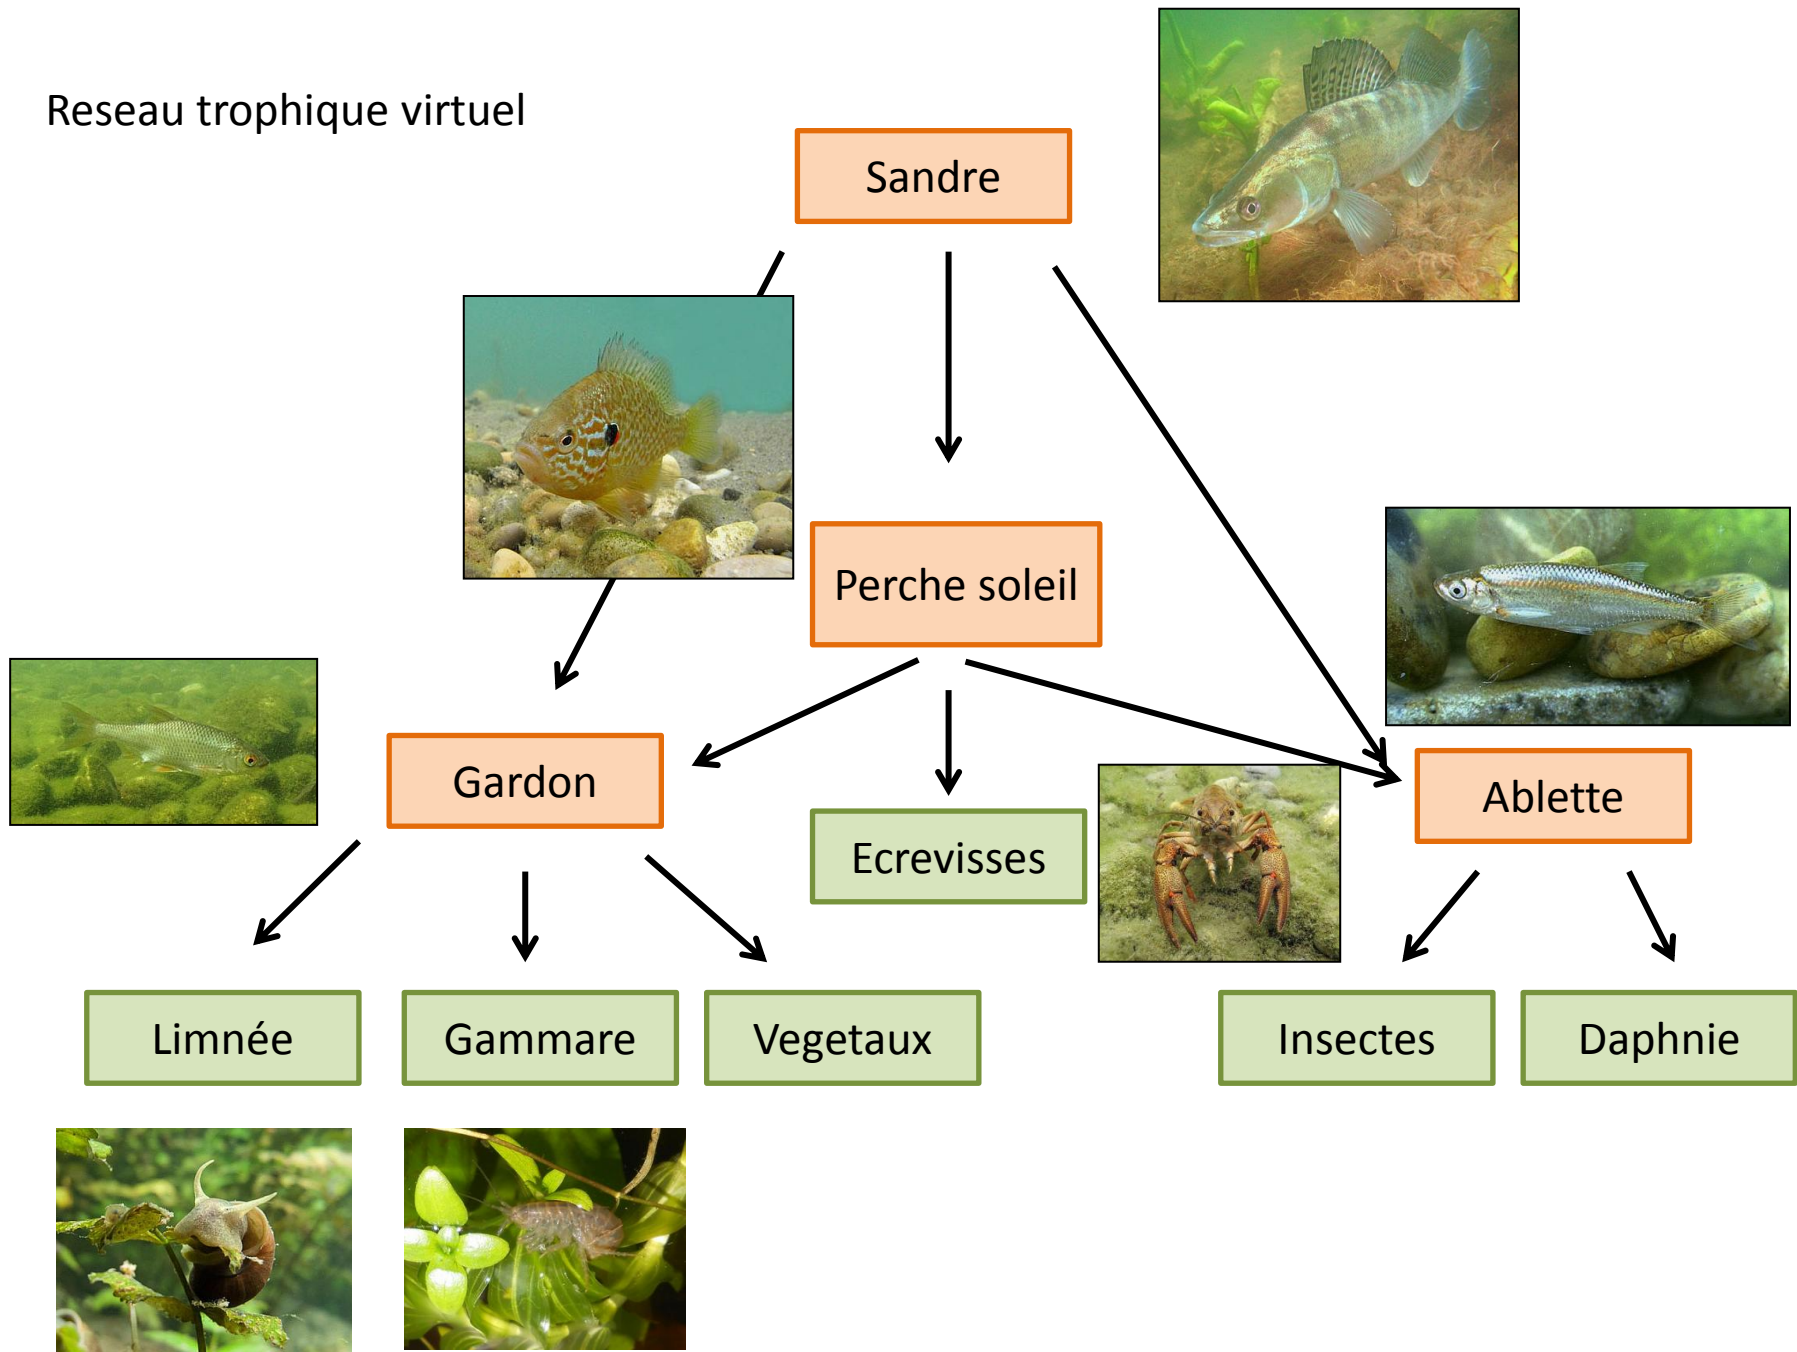 Reseau trophique virtuel
Sandre
Perche soleil
Gardon
Ablette
Ecrevisses
Limnée
Gammare
Vegetaux
Insectes
Daphnie